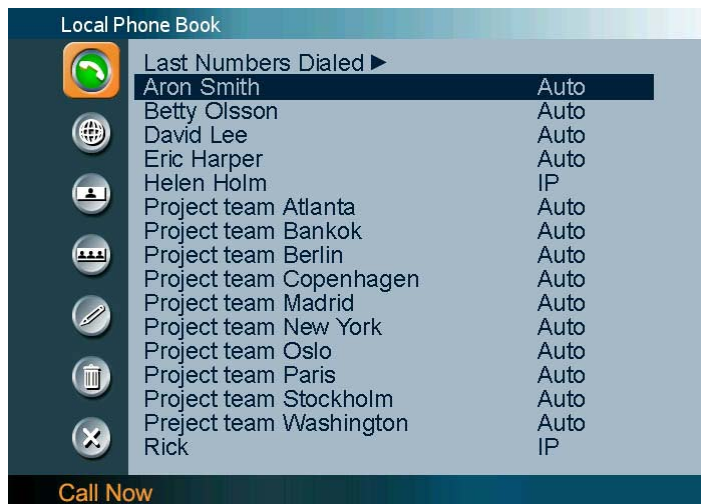 Local Phone Book
Last Numbers Dialed ►
Aron Smith Auto
Betty Olsson Auto
David Lee Auto
Eric Harper Auto
Helen Holm IP
Project team Atlanta Auto
Project team Bankok Auto
Project team Berlin Auto
Project team Copenhagen Auto
Project team Madrid Auto
Project team New York Auto
Project team Oslo Auto
Project team Paris Auto
Project team Stockholm Auto
Preject team Washington Auto
Rick IP
Call Now